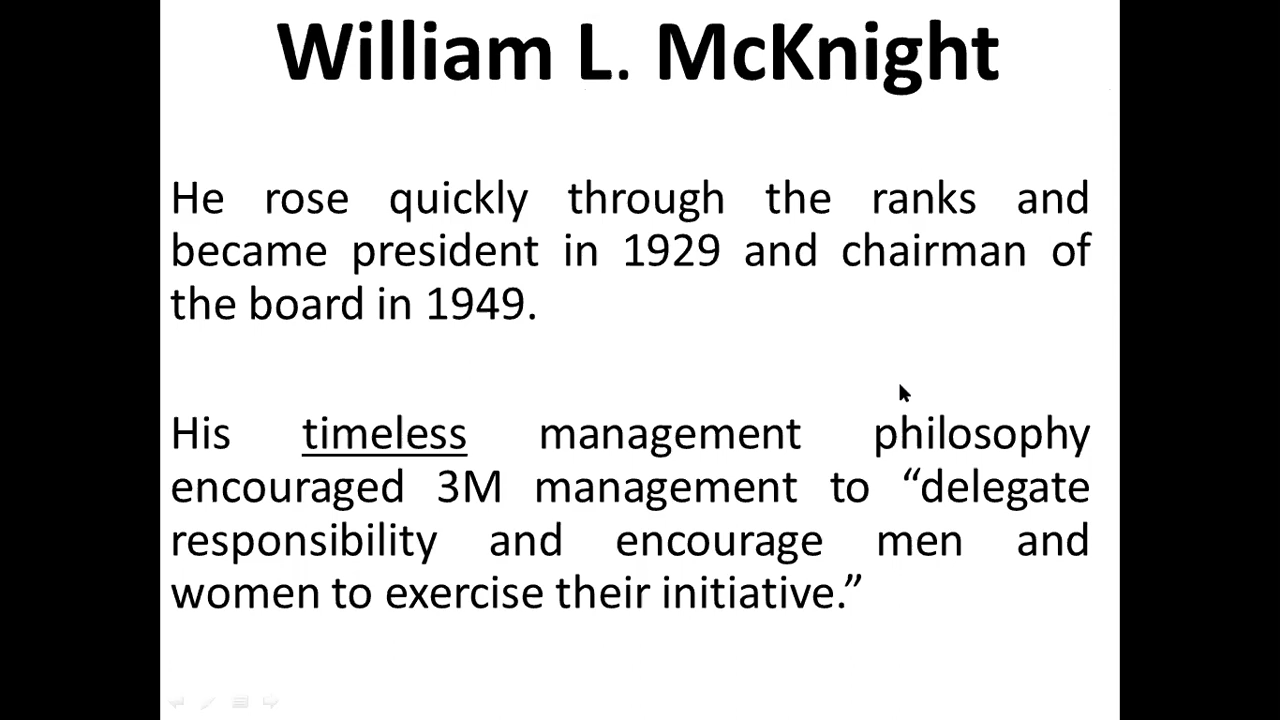 William L. McKnight
He rose quickly through the ranks and
became president in 1929 and chairman of
the board in 1949.
His timeless management philosophy
encouraged 3M management to “delegate
responsibility and encourage men and
women to exercise their initiative.”